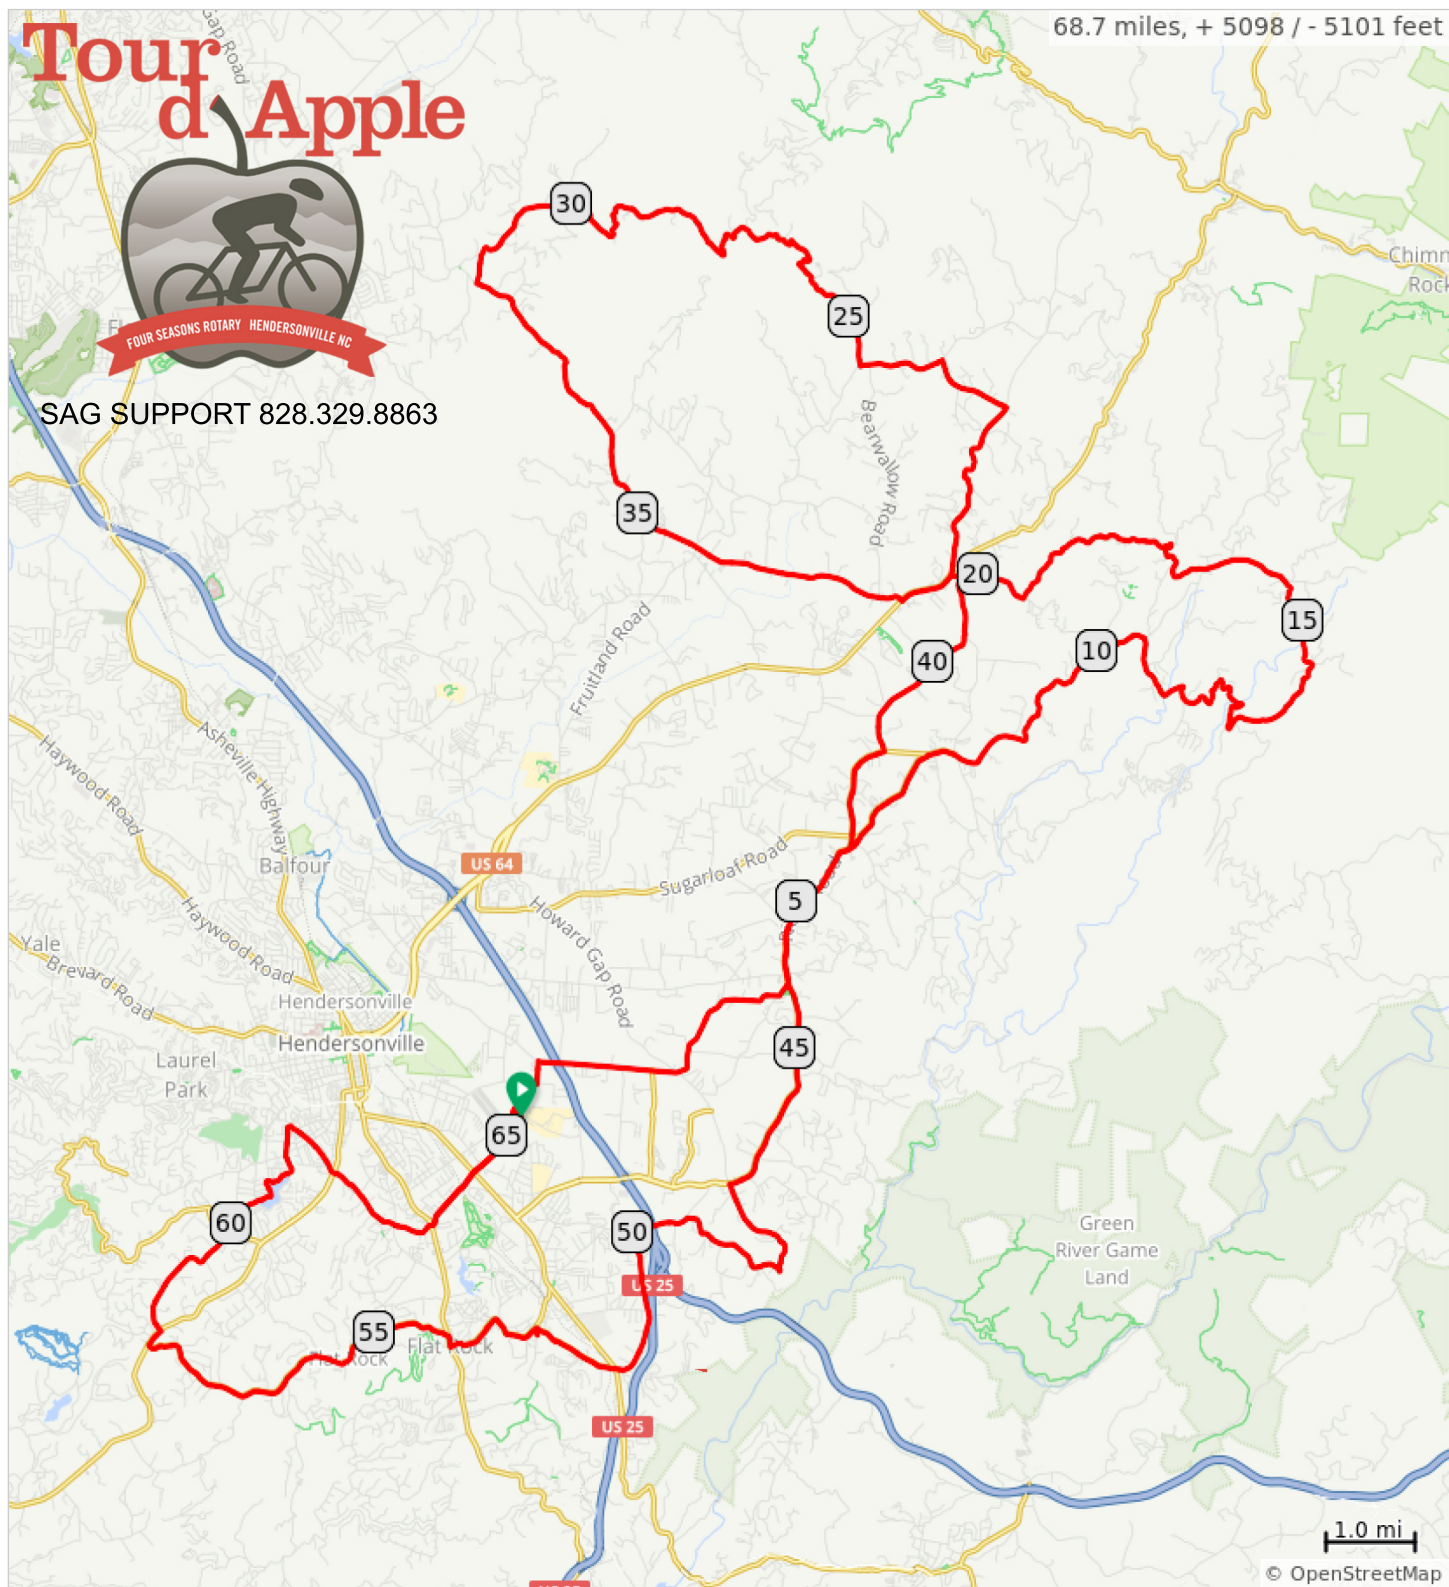 68.7 miles, + 5098 / - 5101 feet
Tour
d'Apple
Gap Road
FOUR SEASONS ROTARY HENDERSONVILLE NC
SAG SUPPORT 828.329.8863
30
25
Chimn
Rock
Bearwallow Road
35
20
15
10
40
Fruitland Road
Asheville Highway
Haywood Road
Balfour
US 64
Sugarloaf Road
5
Howard Gap Road
Haywood Road
Yale
Brevard Road
Hendersonville
Hendersonville
Laurel
Park
45
65
60
50
Green
River Game
Land
US 25
55
Flat Rock
Flat Rock
US 25
1.0 mi
© OpenStreetMap